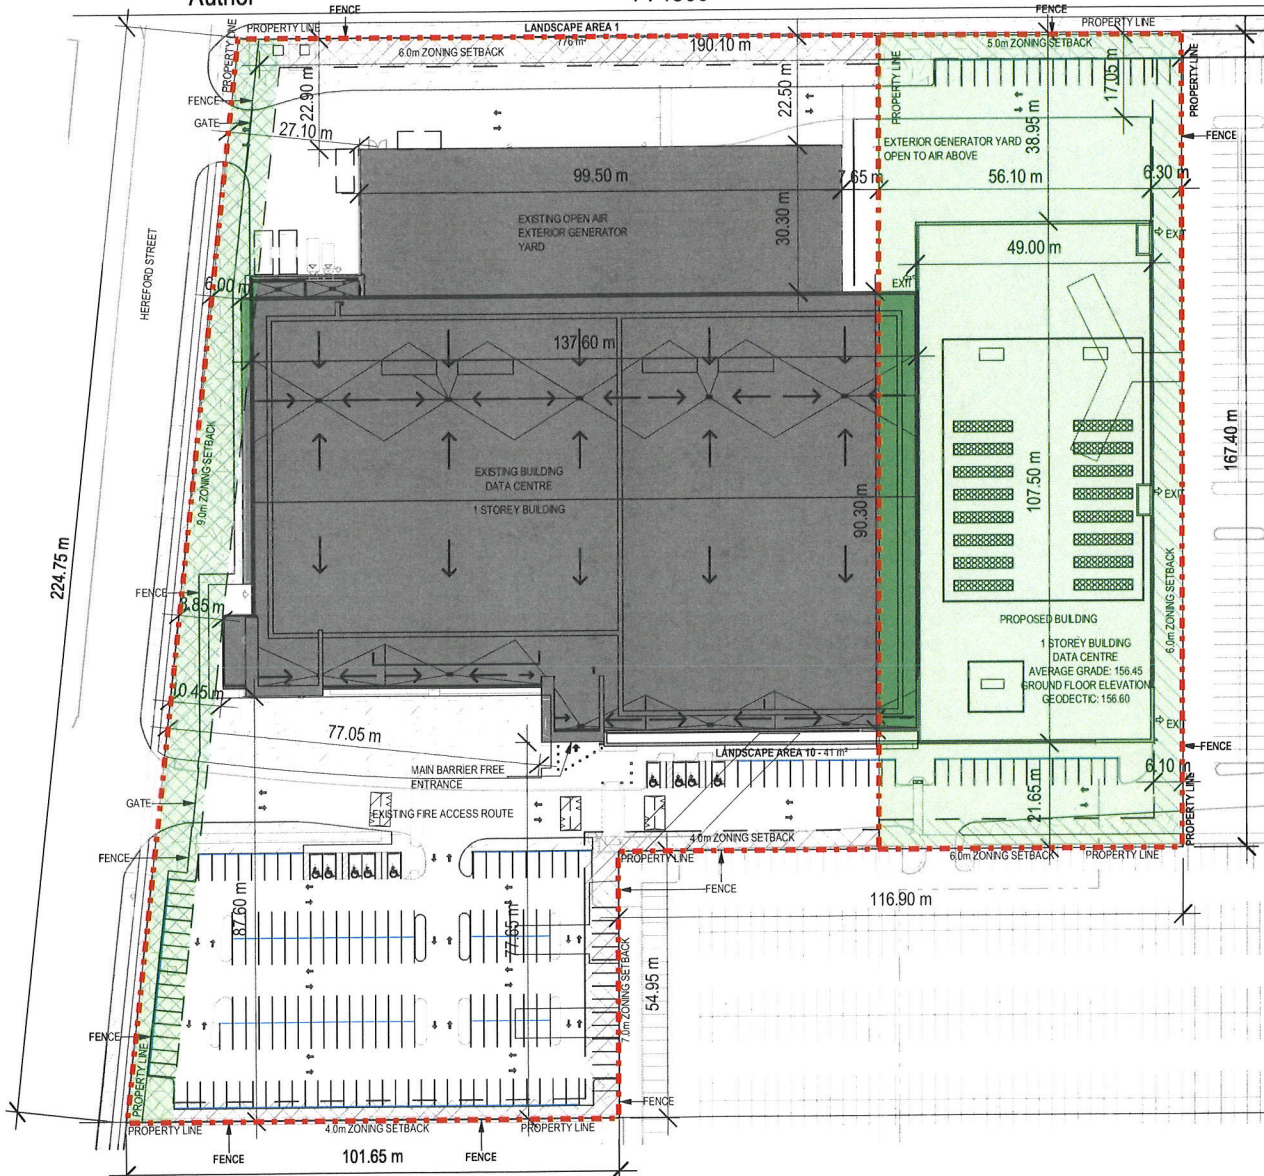 FENCE
FENCE
PROPERTY LINE
LANDSCAPE AREA 1
PROPERTY LINE
776 m²
6.0m ZONING SETBACK
190.10 m
5.0m ZONING SETBACK
PROPERTY LINE
PROPERTY LINE
PROPERTY LINE
FENCE
GATE
22.90 m
27.10 m
22.50 m
38.95 m
17.05 m
FENCE
EXTERIOR GENERATOR YARD
OPEN TO AIR ABOVE
99.50 m
7.65 m
56.10 m
6.30 m
EXISTING OPEN AIR
EXTERIOR GENERATOR
YARD
30.30 m
HEREFORD STREET
49.00 m
EXIT
EXIT
6.00 m
137.60 m
9.0m ZONING SETBACK
EXISTING BUILDING
DATA CENTRE
1 STOREY BUILDING
90.30 m
107.50 m
EXIT
167.40 m
224.75 m
FENCE
8.85 m
6.0m ZONING SETBACK
PROPOSED BUILDING
1 STOREY BUILDING
DATA CENTRE
AVERAGE GRADE: 156.45
GROUND FLOOR ELEVATION
GEODECTIC: 156.60
10.45 m
EXIT
77.05 m
LANDSCAPE AREA 10 - 41 m²
FENCE
MAIN BARRIER FREE
ENTRANCE
6.10 m
GATE
EXISTING FIRE ACCESS ROUTE
21.65 m
4.0m ZONING SETBACK
PROPERTY LINE
FENCE
PROPERTY LINE
6.0m ZONING SETBACK
PROPERTY LINE
FENCE
116.90 m
87.60 m
77.65 m
7.0m ZONING SETBACK
54.95 m
FENCE
PROPERTY LINE
FENCE
PROPERTY LINE
4.0m ZONING SETBACK
PROPERTY LINE
FENCE
FENCE
101.65 m